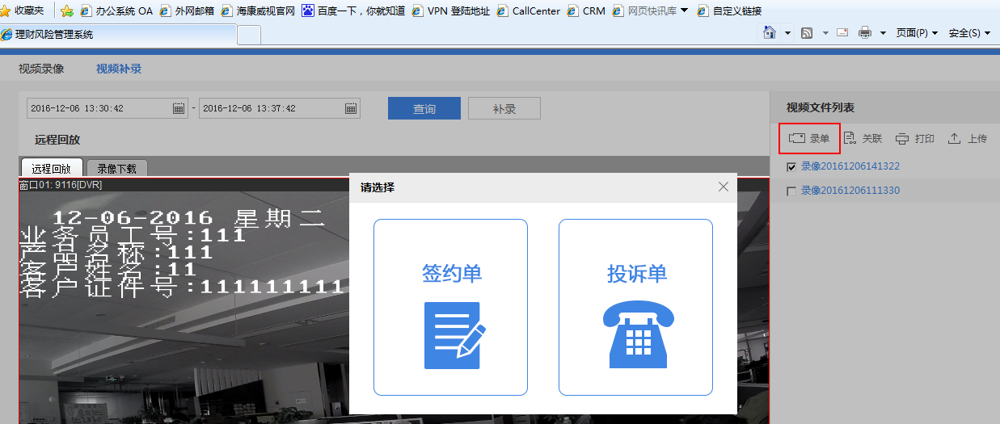 收藏夹 办公系统 OA 外网邮箱 海康威视官网 百度一下，你就知道 VPN 登陆地址 CallCenter CRM 网页快讯库 自定义链接
理财风险管理系统 页面(P) 安全(S)
视频录像 视频补录
2016-12-06 13:30:42 - 2016-12-06 13:37:42 查询 补录
视频文件列表
远程回放
录单 关联 打印 上传
远程回放 录像下载
录像20161206141322
窗口01: 9116[DVR]
请选择
录像20161206111330
12-06-2016 星期二
业务员工号:111
产品名称:111
客户姓名:11
客户证件号:111111111
签约单 投诉单